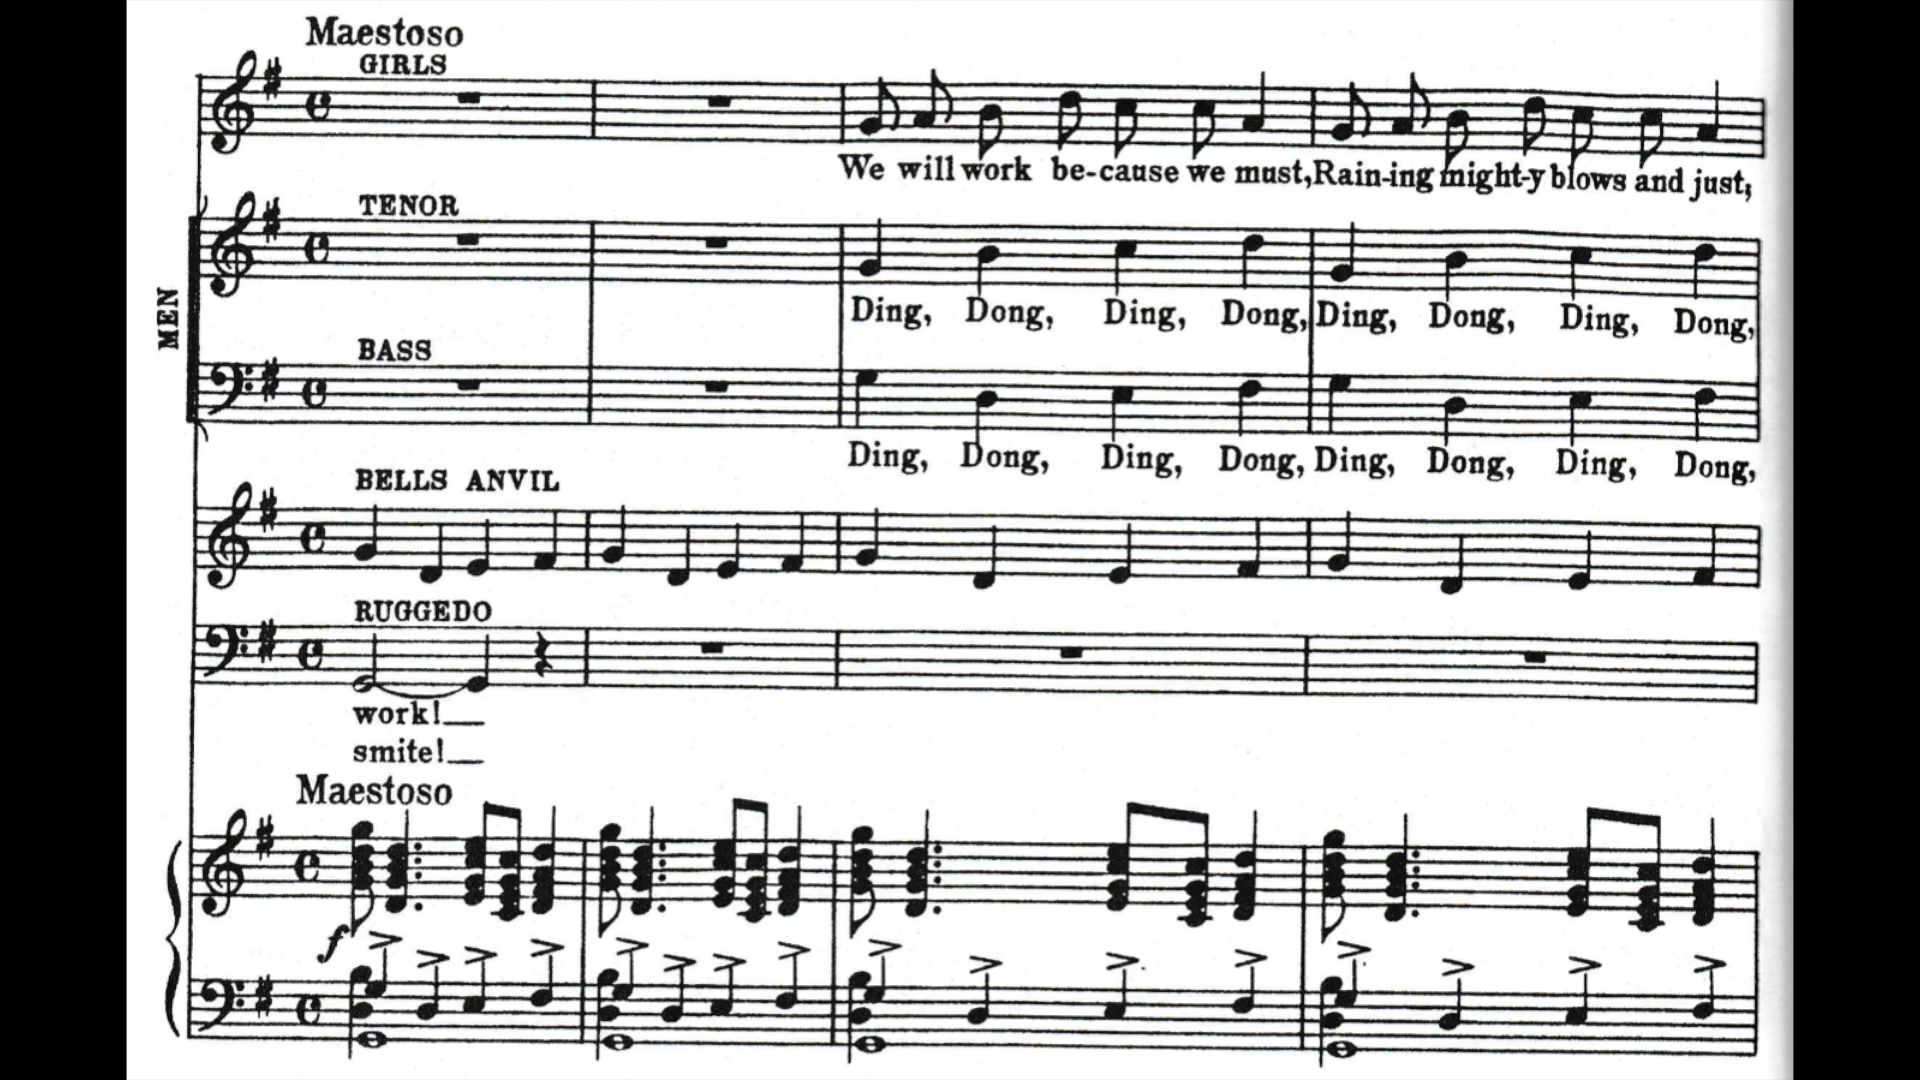 Maestoso
GIRLS
We will work be-cause we must, Rain-ing might-y blows and just;
MEN
TENOR
Ding, Dong, Ding, Dong, Ding, Dong, Ding, Dong,
BASS
Ding, Dong, Ding, Dong, Ding, Dong, Ding, Dong,
BELLS ANVIL
RUGGEDO
work!
smite!
Maestoso
f